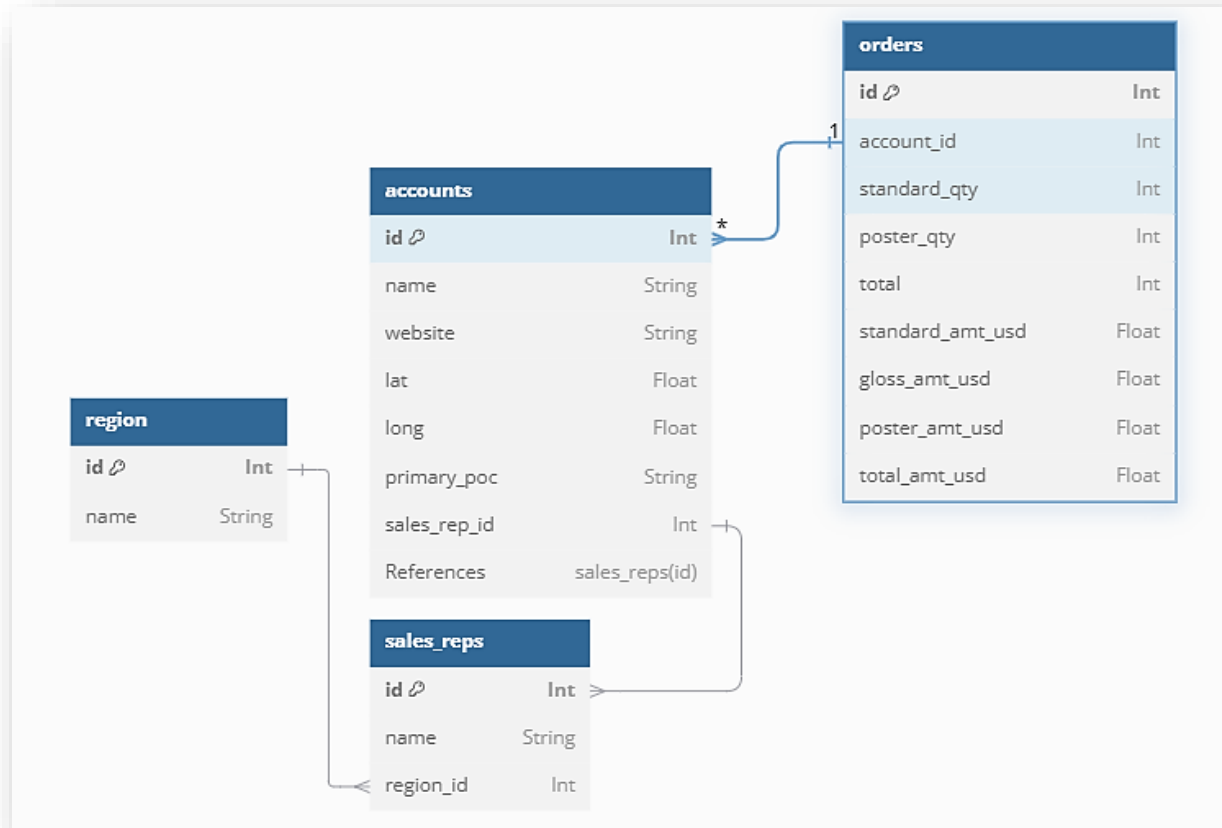 orders
id Int
account_id Int
standard_qty Int
poster_qty Int
total Int
standard_amt_usd Float
gloss_amt_usd Float
poster_amt_usd Float
total_amt_usd Float
1
*
accounts
id Int
name String
website String
lat Float
long Float
primary_poc String
sales_rep_id Int
References sales_reps(id)
region
id Int
name String
sales_reps
id Int
name String
region_id Int